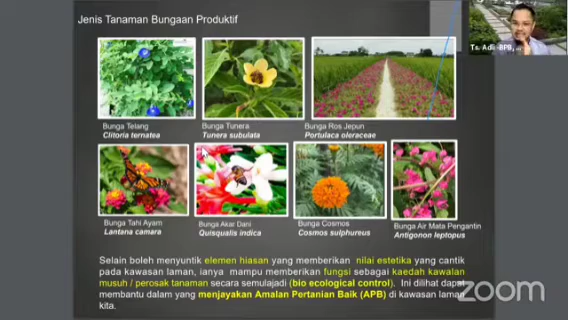 Jenis Tanaman Bungaan Produktif
Ts. Adli -BPB, ...
Bunga Telang
Clitoria ternatea
Bunga Tunera
Tunera subulata
Bunga Ros Jepun
Portulaca oleraceae
Bunga Tahi Ayam
Lantana camara
Bunga Akar Dani
Quisqualis indica
Bunga Cosmos
Cosmos sulphureus
Bunga Air Mata Pengantin
Antigonon leptopus
Selain boleh menyuntik elemen hiasan yang memberikan nilai estetika yang cantik
pada kawasan laman, ianya mampu memberikan fungsi sebagai kaedah kawalan
musuh / perosak tanaman secara semulajadi (bio ecological control). Ini dilihat dapat
membantu dalam yang menjayakan Amalan Pertanian Baik (APB) di kawasan laman
kita.
zoom